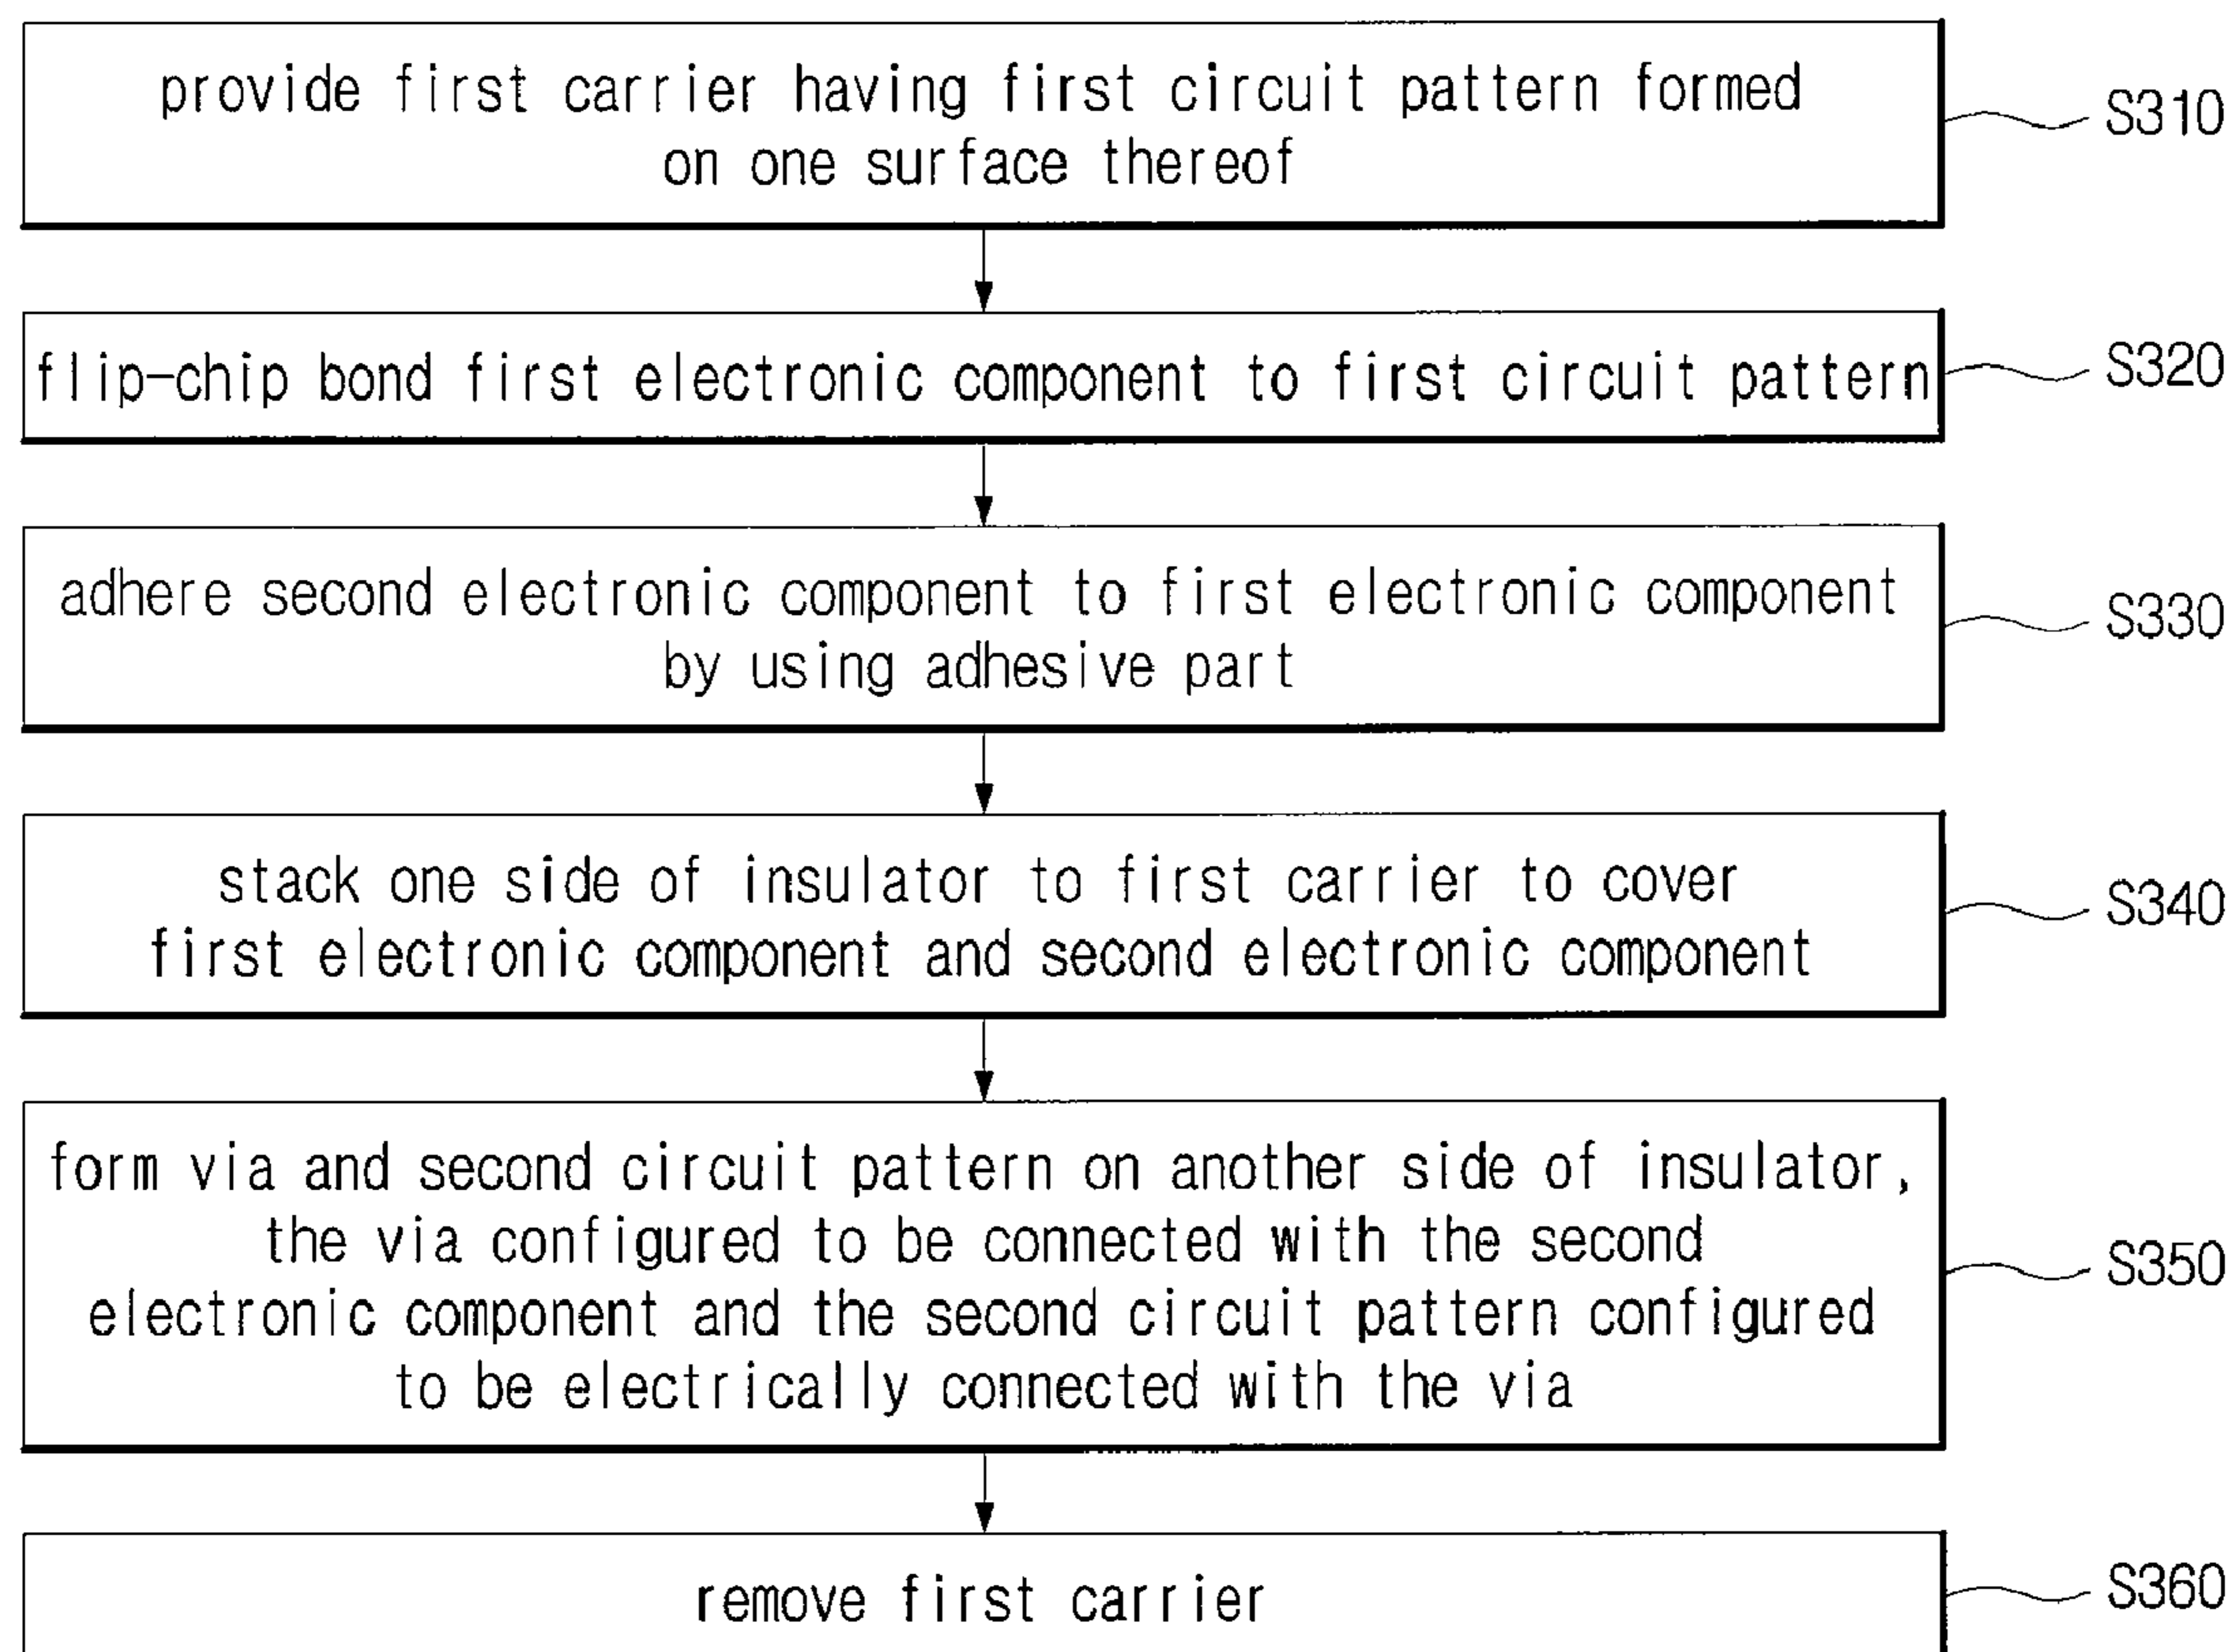 provide first carrier having first circuit pattern formed
on one surface thereof
S310
flip-chip bond first electronic component to first circuit pattern
S320
adhere second electronic component to first electronic component
by using adhesive part
S330
stack one side of insulator to first carrier to cover
first electronic component and second electronic component
S340
form via and second circuit pattern on another side of insulator,
the via configured to be connected with the second
electronic component and the second circuit pattern configured
to be electrically connected with the via
S350
remove first carrier
S360